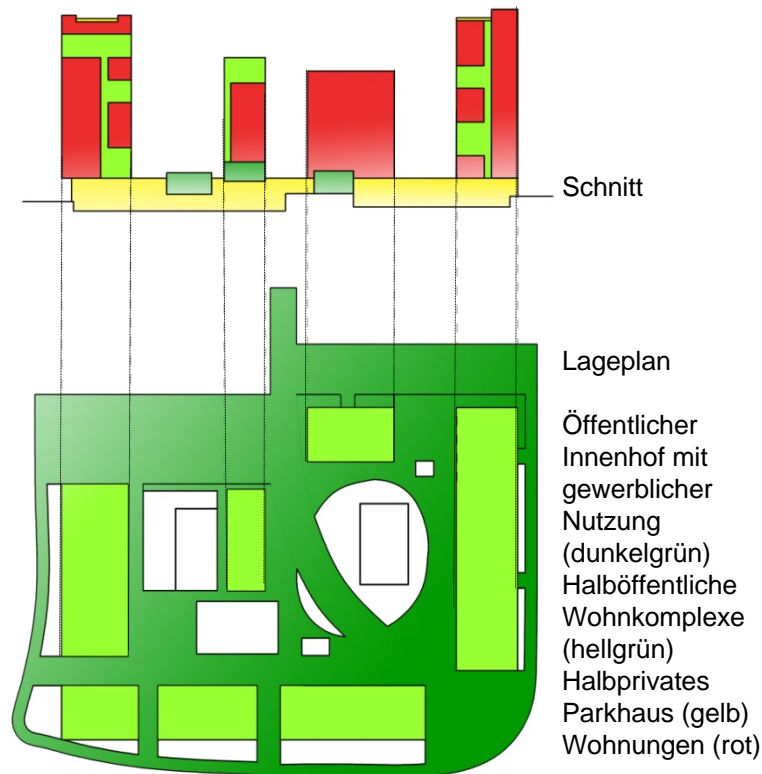 Schnitt
Lageplan
Öffentlicher
Innenhof mit
gewerblicher
Nutzung
(dunkelgrün)
Halböffentliche
Wohnkomplexe
(hellgrün)
Halbprivates
Parkhaus (gelb)
Wohnungen (rot)